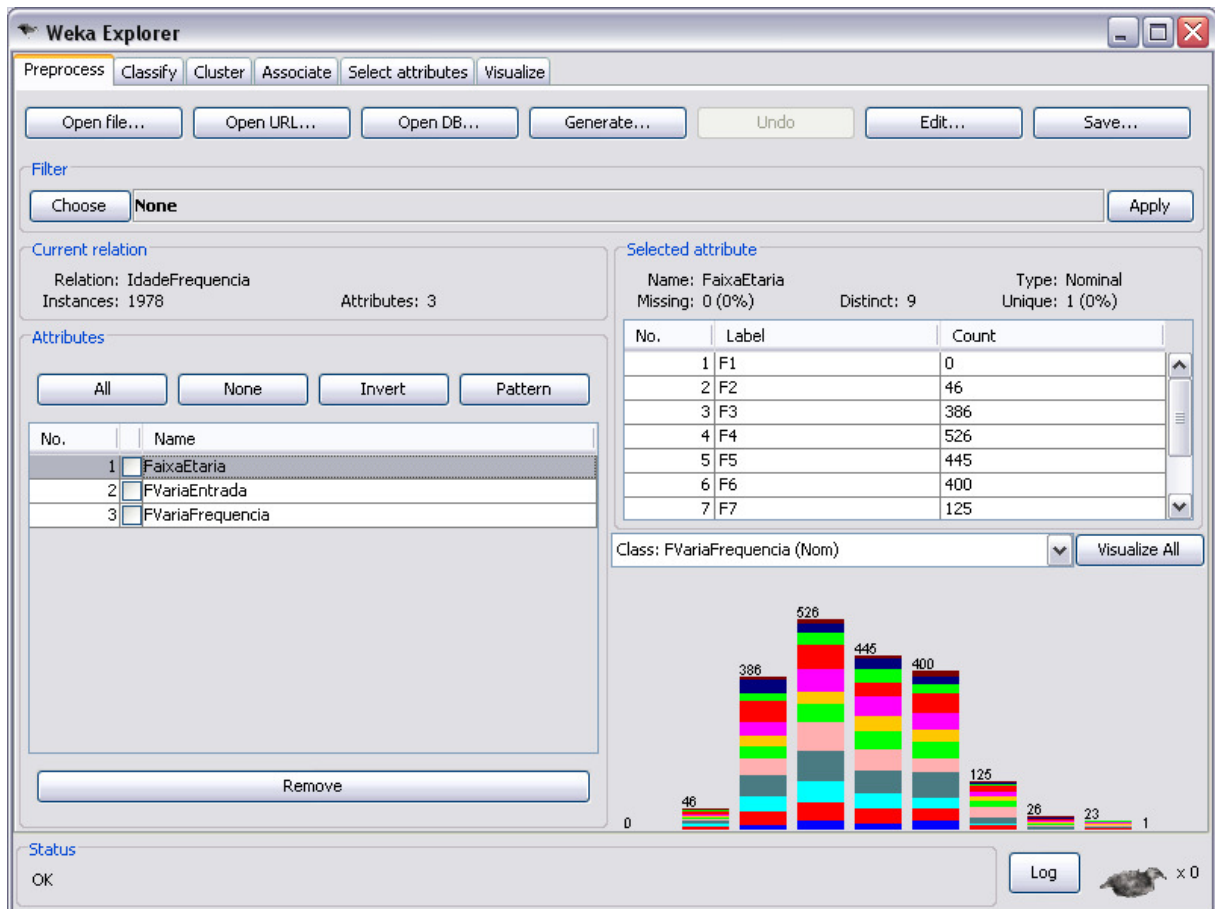 Weka Explorer
Preprocess Classify Cluster Associate Select attributes Visualize
Open file... Open URL... Open DB... Generate... Undo Edit... Save...
Filter
Choose None Apply
Current relation
Relation: IdadeFrequencia
Instances: 1978 Attributes: 3
Attributes
All None Invert Pattern
No. Name
1 FaixaEtaria
2 FVariaEntrada
3 FVariaFrequencia
Remove
Selected attribute
Name: FaixaEtaria Type: Nominal
Missing: 0 (0%) Distinct: 9 Unique: 1 (0%)
No. Label Count
1 F1 0
2 F2 46
3 F3 386
4 F4 526
5 F5 445
6 F6 400
7 F7 125
Class: FVariaFrequencia (Nom) Visualize All
0 46 386 526 445 400 125 26 23 1
Status
OK
Log x 0